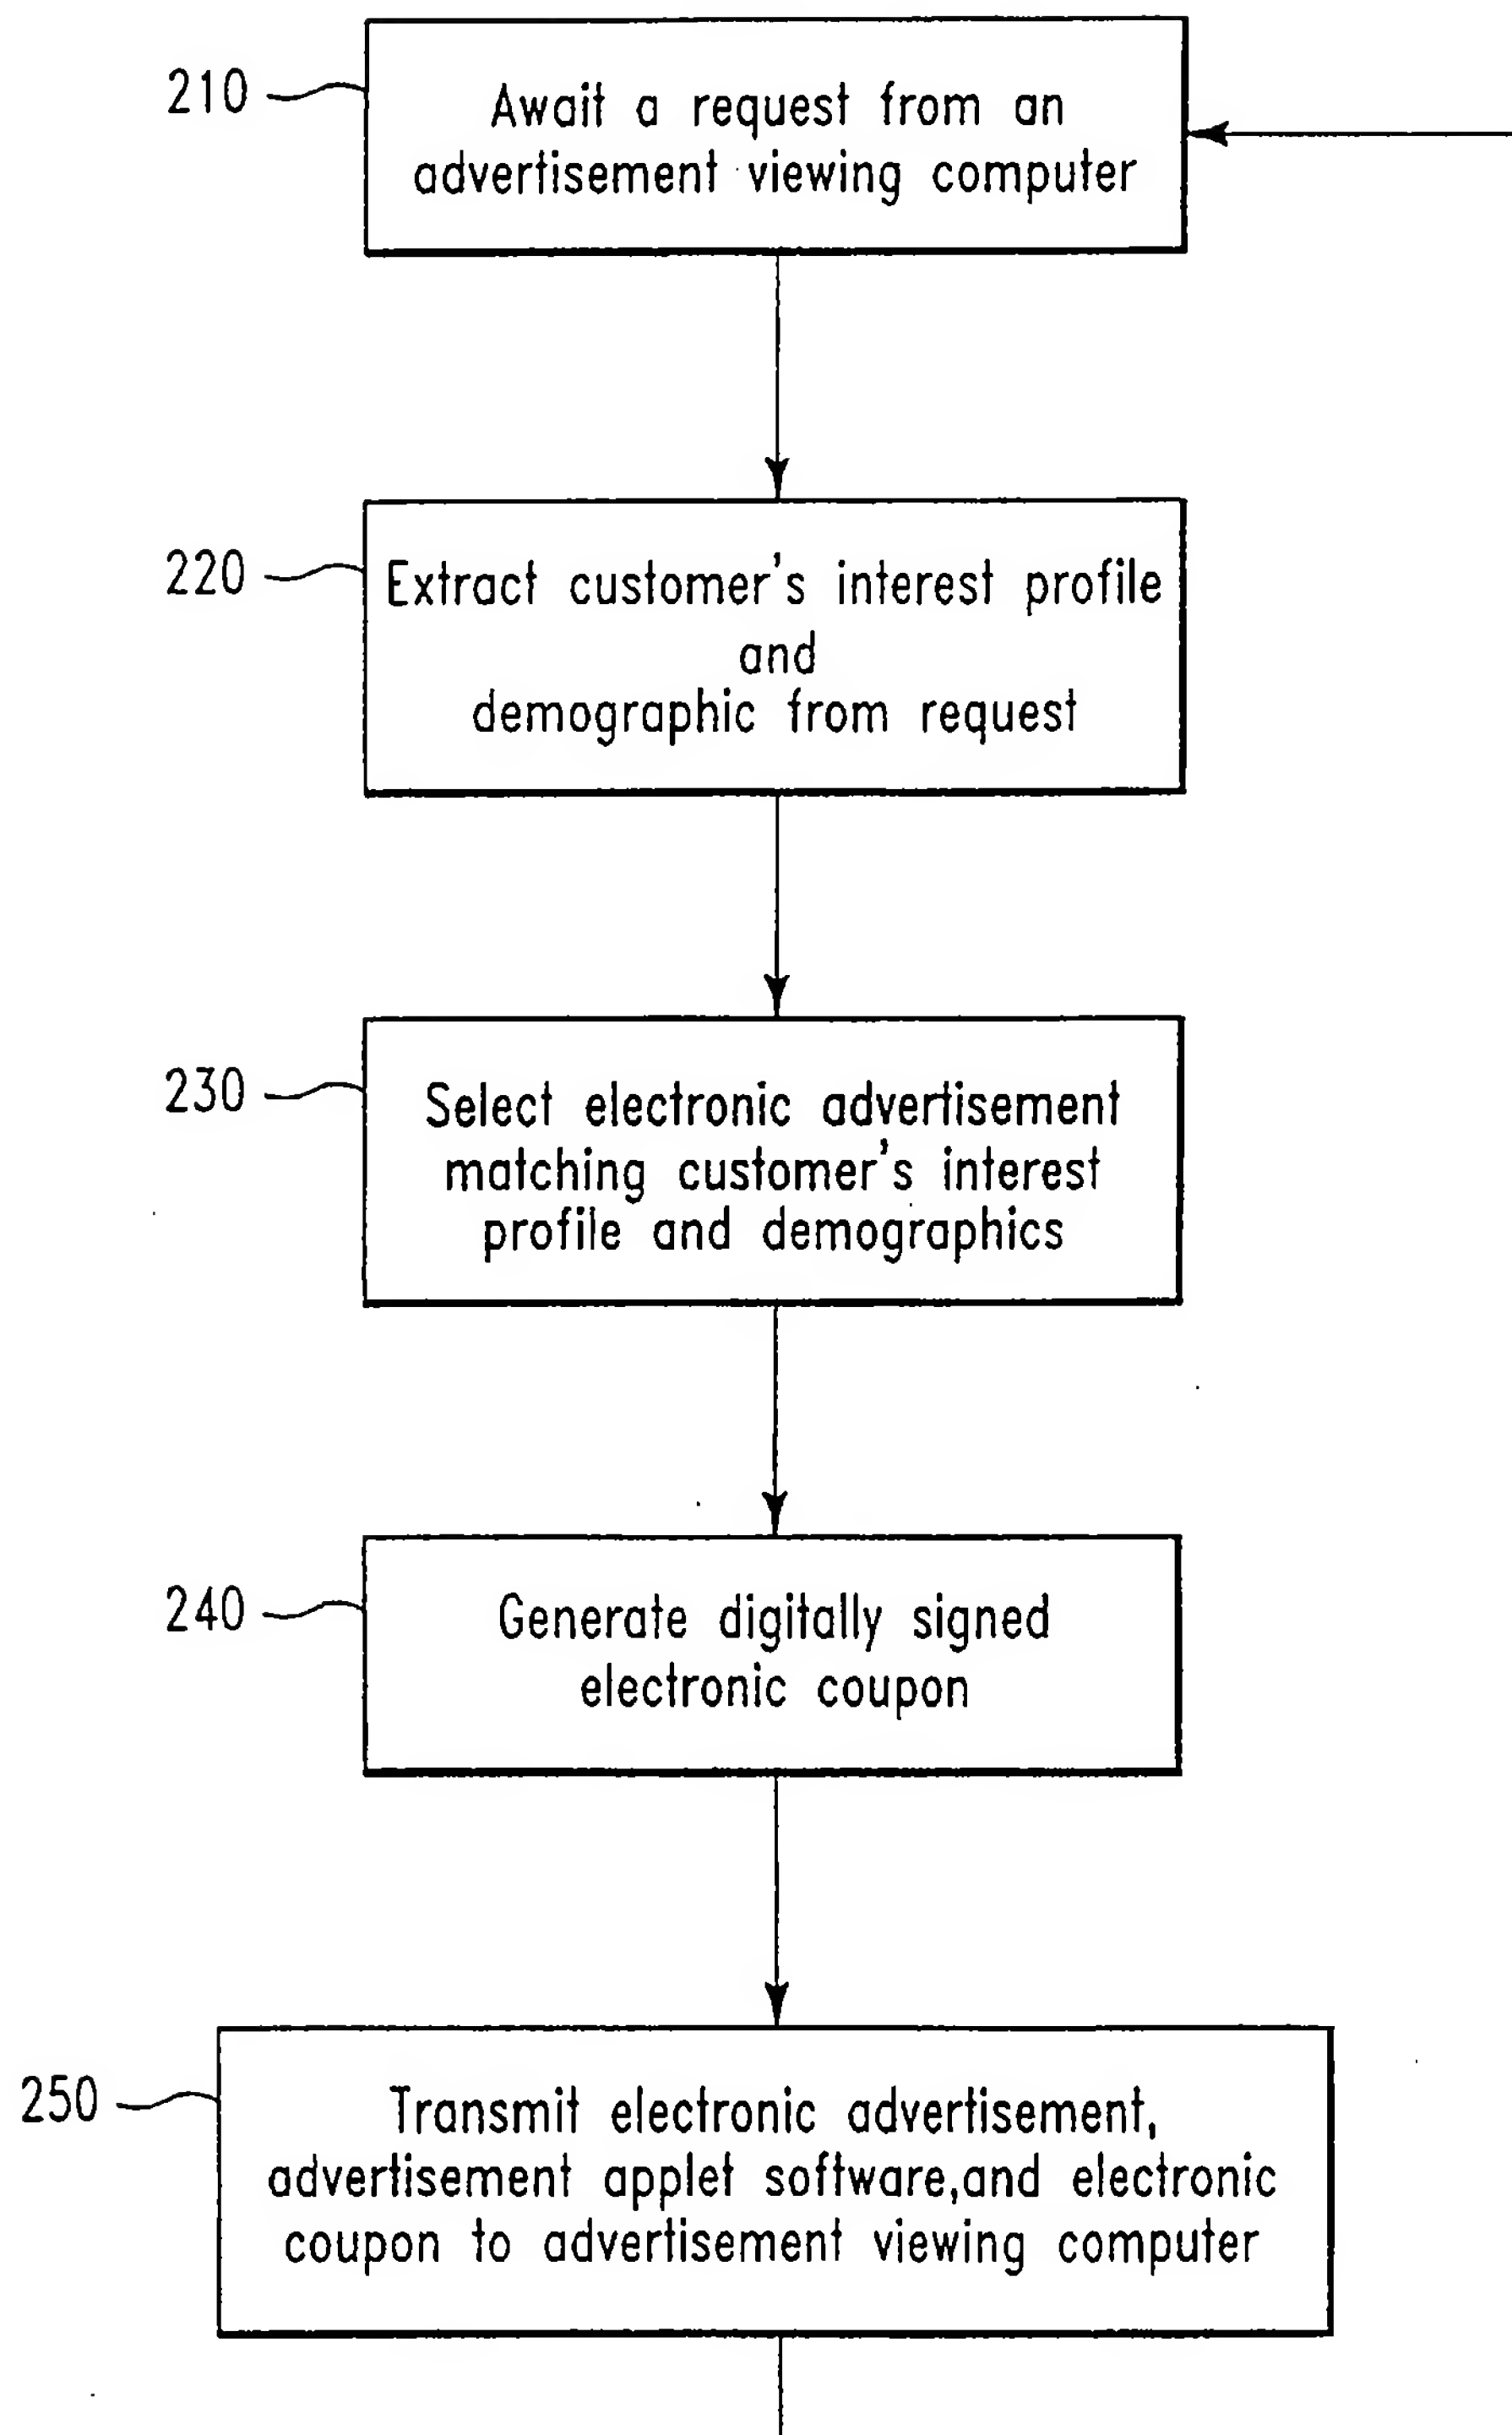 210
Await a request from an
advertisement viewing computer
220
Extract customer's interest profile
and
demographic from request
230
Select electronic advertisement
matching customer's interest
profile and demographics
240
Generate digitally signed
electronic coupon
250
Transmit electronic advertisement,
advertisement applet software,and electronic
coupon to advertisement viewing computer